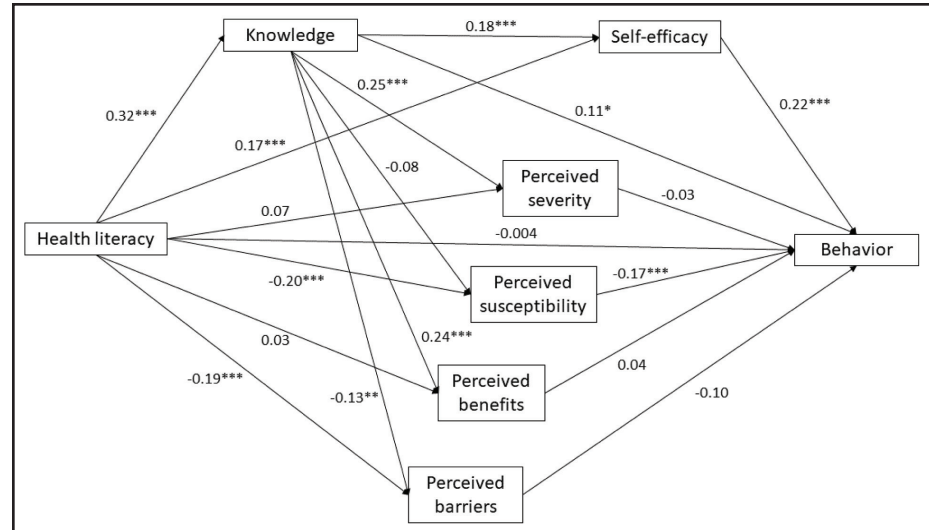 Knowledge
0.18***
Self-efficacy
0.25***
0.11*
0.22***
0.32***
0.17***
-0.08
Perceived
severity
-0.03
0.07
Health literacy
-0.004
Behavior
-0.20***
Perceived
susceptibility
-0.17***
0.03
0.24***
0.04
-0.19***
Perceived
benefits
-0.13**
-0.10
Perceived
barriers